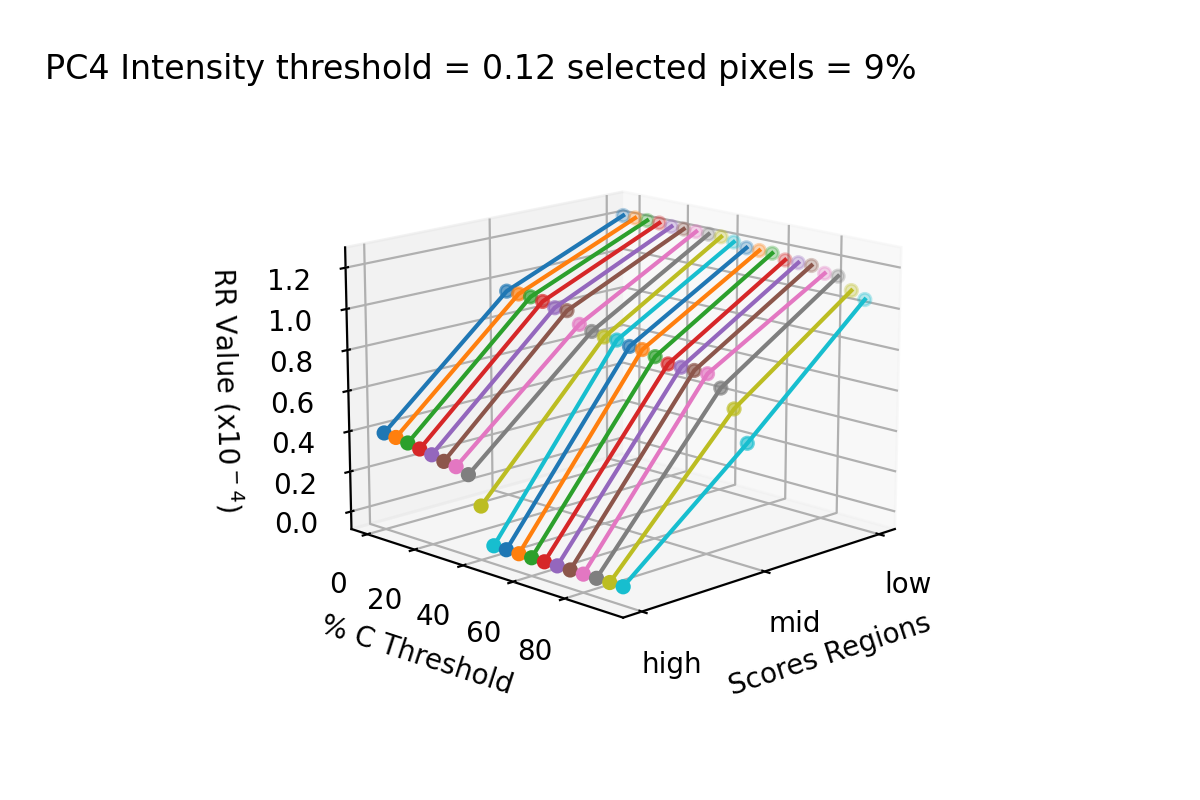 PC4 Intensity threshold = 0.12 selected pixels = 9%
RR Value (x10⁻⁴)
1.2
1.0
0.8
0.6
0.4
0.2
0.0
0
20
40
60
80
% C Threshold
high
mid
low
Scores Regions